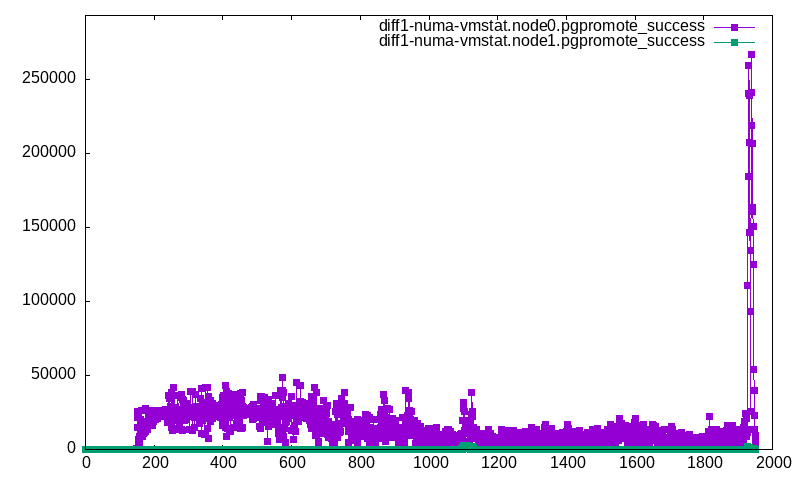 diff1-numa-vmstat.node0.pgpromote_success
diff1-numa-vmstat.node1.pgpromote_success
250000
200000
150000
100000
50000
0
0 200 400 600 800 1000 1200 1400 1600 1800 2000